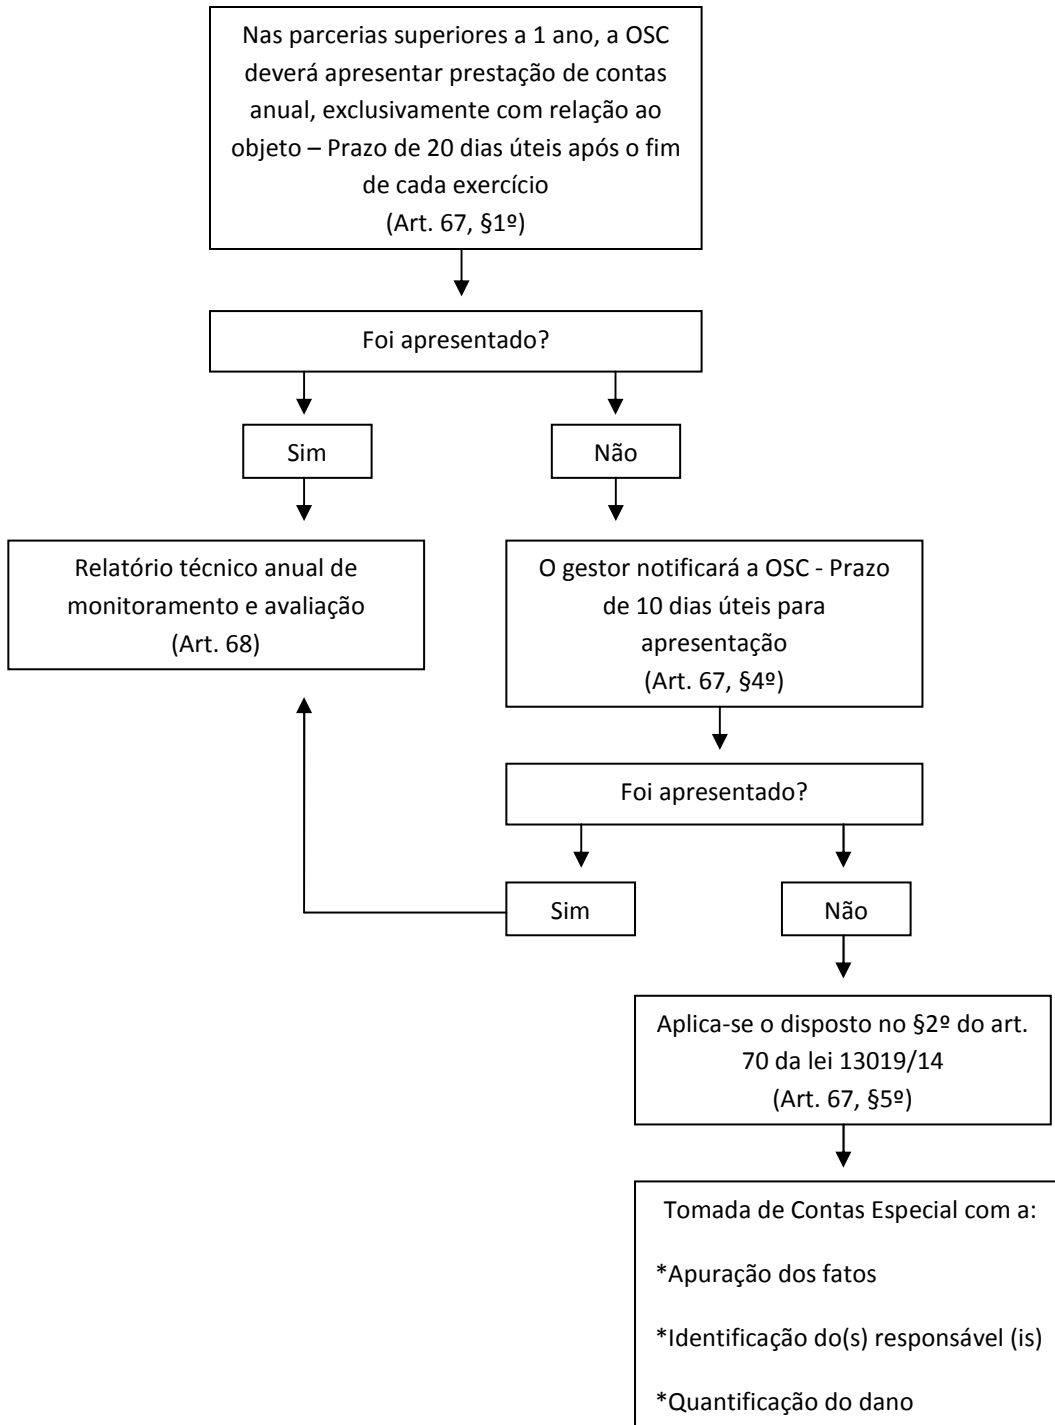 Nas parcerias superiores a 1 ano, a OSC
deverá apresentar prestação de contas
anual, exclusivamente com relação ao
objeto – Prazo de 20 dias úteis após o fim
de cada exercício
(Art. 67, §1º)
Foi apresentado?
Sim
Não
Relatório técnico anual de
monitoramento e avaliação
(Art. 68)
O gestor notificará a OSC - Prazo
de 10 dias úteis para
apresentação
(Art. 67, §4º)
Foi apresentado?
Sim
Não
Aplica-se o disposto no §2º do art.
70 da lei 13019/14
(Art. 67, §5º)
Tomada de Contas Especial com a:
*Apuração dos fatos
*Identificação do(s) responsável (is)
*Quantificação do dano